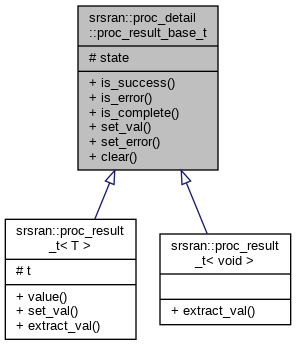 srsran::proc_detail
::proc_result_base_t
# state
+ is_success()
+ is_error()
+ is_complete()
+ set_val()
+ set_error()
+ clear()
srsran::proc_result
_t< T >
# t
+ value()
+ set_val()
+ extract_val()
srsran::proc_result
_t< void >
+ extract_val()